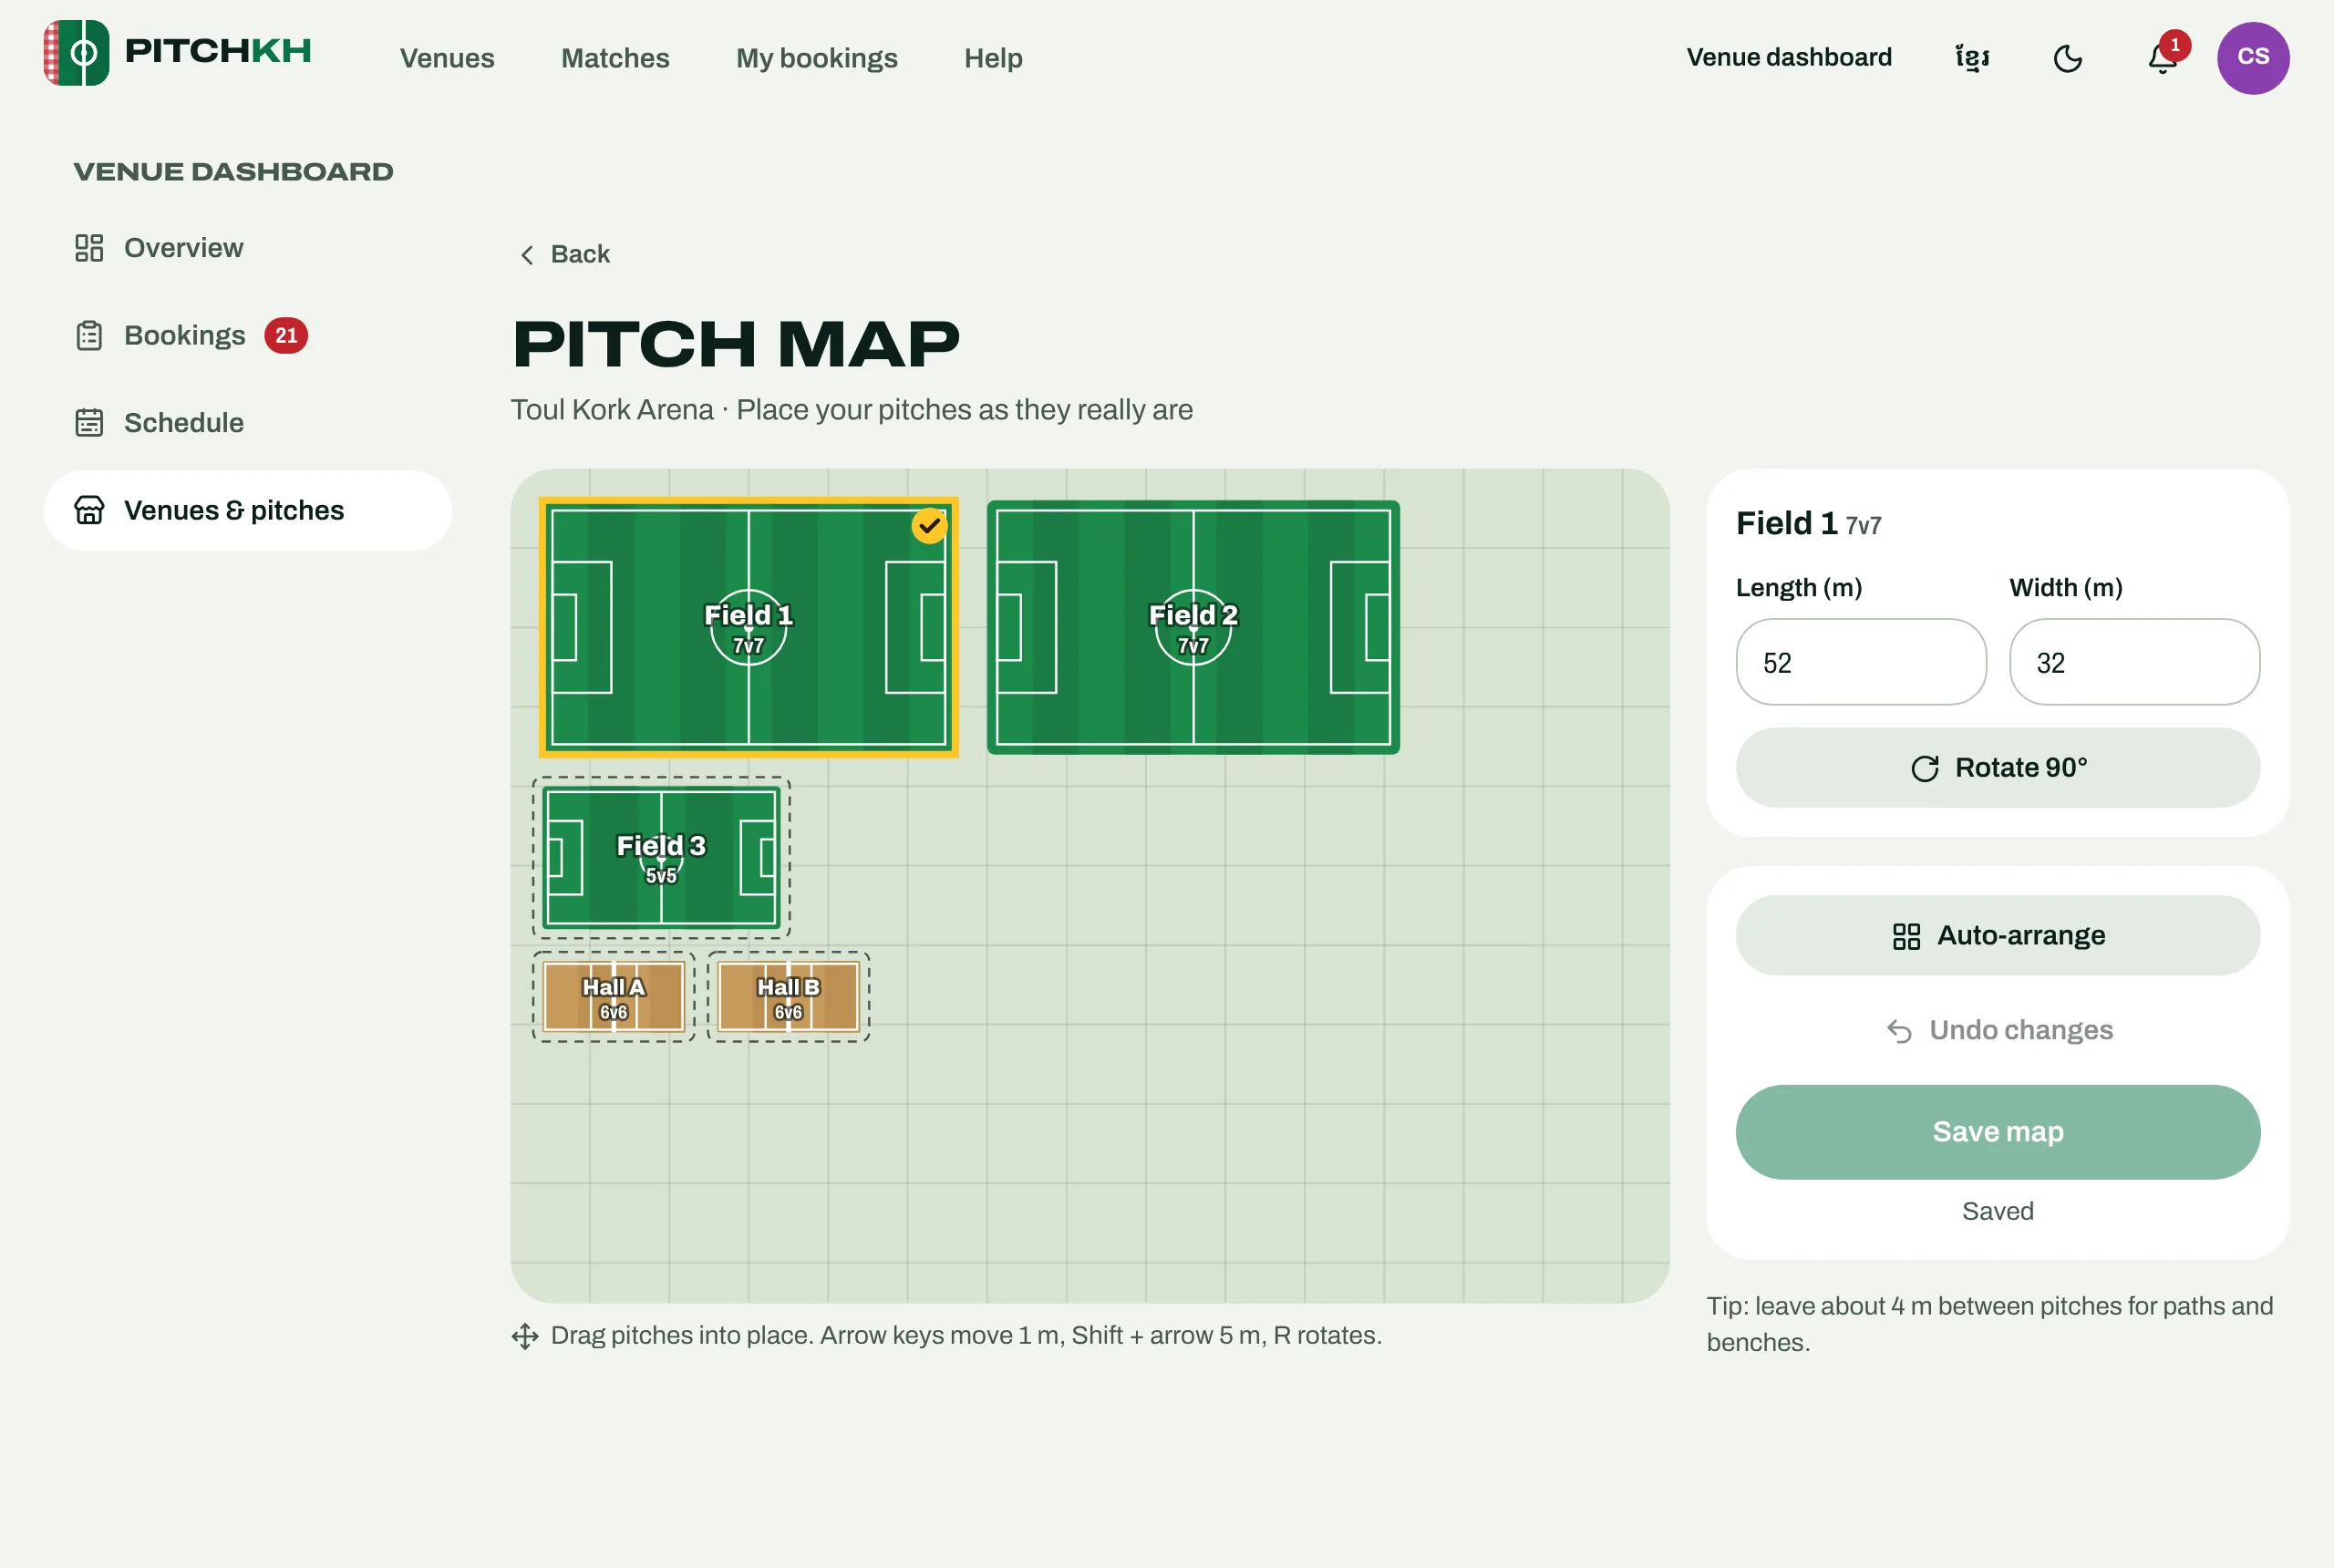 PITCHKH
Venues
Matches
My bookings
Help
Venue dashboard
ខ្មែរ
1
CS
VENUE DASHBOARD
Overview
Bookings 21
Schedule
Venues & pitches
Back
PITCH MAP
Toul Kork Arena · Place your pitches as they really are
Field 1
7v7
Field 2
7v7
Field 3
5v5
Hall A
6v6
Hall B
6v6
Drag pitches into place. Arrow keys move 1 m, Shift + arrow 5 m, R rotates.
Field 1 7v7
Length (m)
Width (m)
52
32
Rotate 90°
Auto-arrange
Undo changes
Save map
Saved
Tip: leave about 4 m between pitches for paths and
benches.